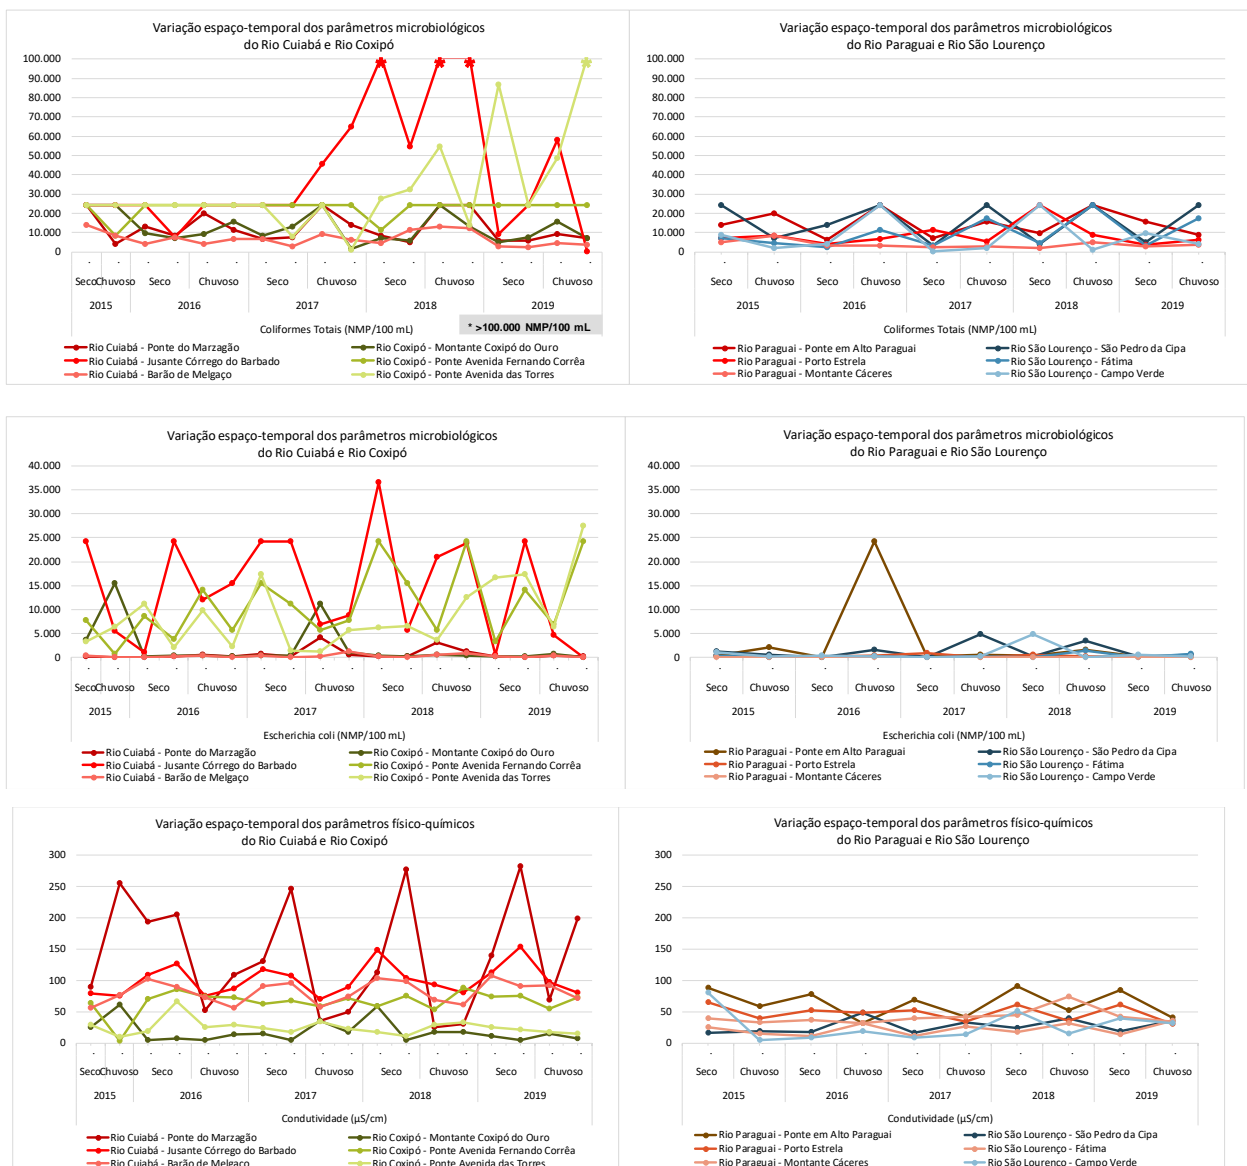 Variação espaço-temporal dos parâmetros microbiológicos
do Rio Cuiabá e Rio Coxipó
100.000
90.000
80.000
70.000
60.000
50.000
40.000
30.000
20.000
10.000
0
Seco Chuvoso Seco Chuvoso Seco Chuvoso Seco Chuvoso Seco Chuvoso
2015 2016 2017 2018 2019
Coliformes Totais (NMP/100 mL)
* >100.000 NMP/100 mL
Rio Cuiabá - Ponte do Marzagão
Rio Coxipó - Montante Coxipó do Ouro
Rio Cuiabá - Jusante Córrego do Barbado
Rio Coxipó - Ponte Avenida Fernando Corrêa
Rio Cuiabá - Barão de Melgaço
Rio Coxipó - Ponte Avenida das Torres
Variação espaço-temporal dos parâmetros microbiológicos
do Rio Paraguai e Rio São Lourenço
100.000
90.000
80.000
70.000
60.000
50.000
40.000
30.000
20.000
10.000
0
Seco Chuvoso Seco Chuvoso Seco Chuvoso Seco Chuvoso Seco Chuvoso
2015 2016 2017 2018 2019
Coliformes Totais (NMP/100 mL)
Rio Paraguai - Ponte em Alto Paraguai
Rio São Lourenço - São Pedro da Cipa
Rio Paraguai - Porto Estrela
Rio São Lourenço - Fátima
Rio Paraguai - Montante Cáceres
Rio São Lourenço - Campo Verde
Variação espaço-temporal dos parâmetros microbiológicos
do Rio Cuiabá e Rio Coxipó
40.000
35.000
30.000
25.000
20.000
15.000
10.000
5.000
0
Seco Chuvoso Seco Chuvoso Seco Chuvoso Seco Chuvoso Seco Chuvoso
2015 2016 2017 2018 2019
Escherichia coli (NMP/100 mL)
Rio Cuiabá - Ponte do Marzagão
Rio Coxipó - Montante Coxipó do Ouro
Rio Cuiabá - Jusante Córrego do Barbado
Rio Coxipó - Ponte Avenida Fernando Corrêa
Rio Cuiabá - Barão de Melgaço
Rio Coxipó - Ponte Avenida das Torres
Variação espaço-temporal dos parâmetros microbiológicos
do Rio Paraguai e Rio São Lourenço
40.000
35.000
30.000
25.000
20.000
15.000
10.000
5.000
0
Seco Chuvoso Seco Chuvoso Seco Chuvoso Seco Chuvoso Seco Chuvoso
2015 2016 2017 2018 2019
Escherichia coli (NMP/100 mL)
Rio Paraguai - Ponte em Alto Paraguai
Rio São Lourenço - São Pedro da Cipa
Rio Paraguai - Porto Estrela
Rio São Lourenço - Fátima
Rio Paraguai - Montante Cáceres
Rio São Lourenço - Campo Verde
Variação espaço-temporal dos parâmetros físico-químicos
do Rio Cuiabá e Rio Coxipó
300
250
200
150
100
50
0
Seco Chuvoso Seco Chuvoso Seco Chuvoso Seco Chuvoso Seco Chuvoso
2015 2016 2017 2018 2019
Condutividade (µS/cm)
Rio Cuiabá - Ponte do Marzagão
Rio Coxipó - Montante Coxipó do Ouro
Rio Cuiabá - Jusante Córrego do Barbado
Rio Coxipó - Ponte Avenida Fernando Corrêa
Rio Cuiabá - Barão de Melgaço
Rio Coxipó - Ponte Avenida das Torres
Variação espaço-temporal dos parâmetros físico-químicos
do Rio Paraguai e Rio São Lourenço
300
250
200
150
100
50
0
Seco Chuvoso Seco Chuvoso Seco Chuvoso Seco Chuvoso Seco Chuvoso
2015 2016 2017 2018 2019
Condutividade (µS/cm)
Rio Paraguai - Ponte em Alto Paraguai
Rio São Lourenço - São Pedro da Cipa
Rio Paraguai - Porto Estrela
Rio São Lourenço - Fátima
Rio Paraguai - Montante Cáceres
Rio São Lourenço - Campo Verde